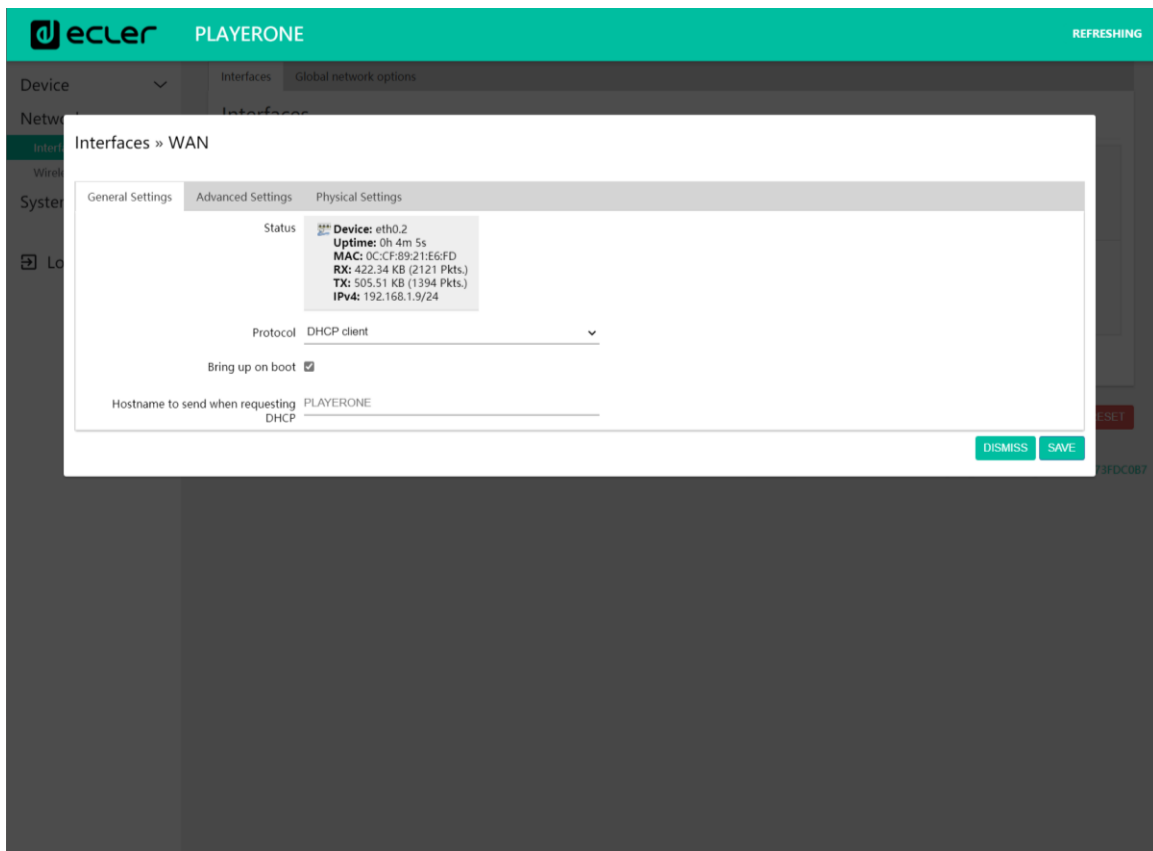 ecler PLAYERONE REFRESHING
Device
Interfaces Global network options
Interfaces
Interfaces » WAN
General Settings Advanced Settings Physical Settings
Status
Device: eth0.2
Uptime: 0h 4m 5s
MAC: 0C:CF:89:21:E6:FD
RX: 422.34 KB (2121 Pkts.)
TX: 505.51 KB (1394 Pkts.)
IPv4: 192.168.1.9/24
Protocol DHCP client
Bring up on boot
Hostname to send when requesting DHCP PLAYERONE
DISMISS SAVE